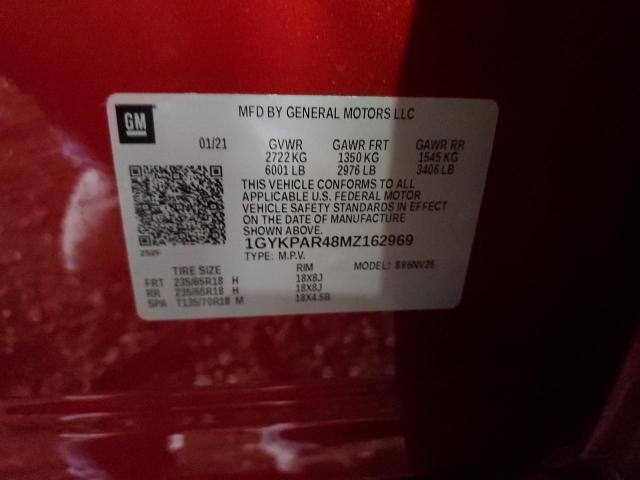 MFD BY GENERAL MOTORS LLC
GM
01/21 GVWR GAWR FRT GAWR RR
2722 KG 1350 KG 1545 KG
6001 LB 2976 LB 3406 LB
THIS VEHICLE CONFORMS TO ALL
APPLICABLE U.S. FEDERAL MOTOR
VEHICLE SAFETY STANDARDS IN EFFECT
ON THE DATE OF MANUFACTURE
SHOWN ABOVE.
1GYKPAR48MZ162969
TYPE: M.P.V. MODEL: 6NV26
TIRE SIZE RIM
FRT 235/65R18 H 18X8J
RR 235/65R18 H 18X8J
SPA T135/70R18 M 18X4.5B